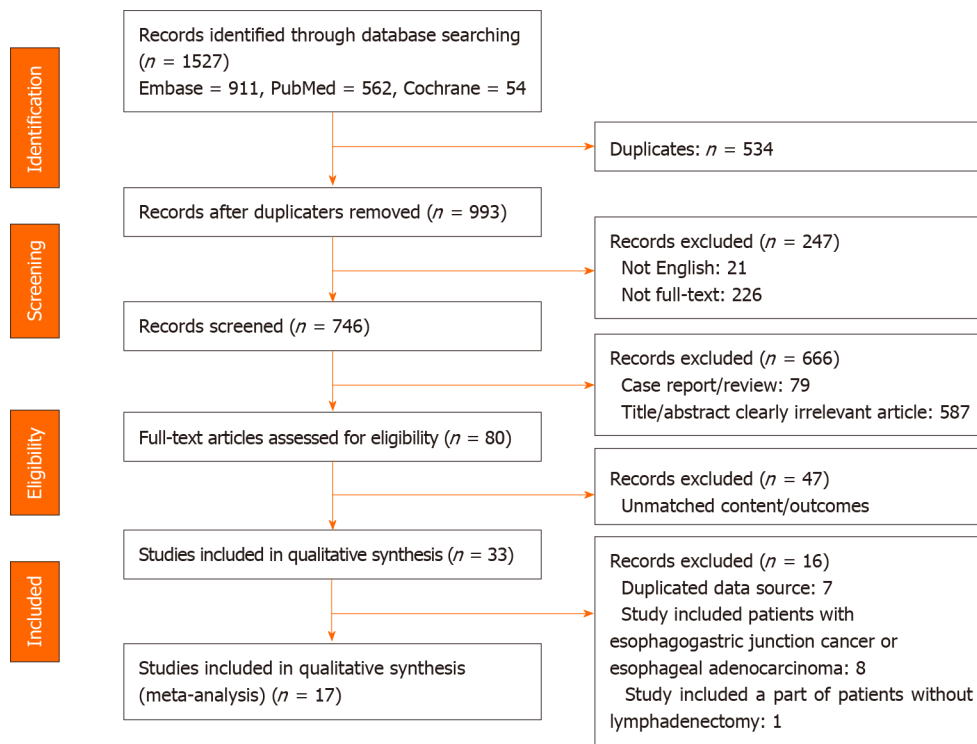 Identification
Records identified through database searching
(n = 1527)
Embase = 911, PubMed = 562, Cochrane = 54
Duplicates: n = 534
Records after duplicaters removed (n = 993)
Screening
Records excluded (n = 247)
Not English: 21
Not full-text: 226
Records screened (n = 746)
Records excluded (n = 666)
Case report/review: 79
Title/abstract clearly irrelevant article: 587
Eligibility
Full-text articles assessed for eligibility (n = 80)
Records excluded (n = 47)
Unmatched content/outcomes
Studies included in qualitative synthesis (n = 33)
Included
Records excluded (n = 16)
Duplicated data source: 7
Study included patients with
esophagogastric junction cancer or
esophageal adenocarcinoma: 8
Study included a part of patients without
lymphadenectomy: 1
Studies included in qualitative synthesis
(meta-analysis) (n = 17)